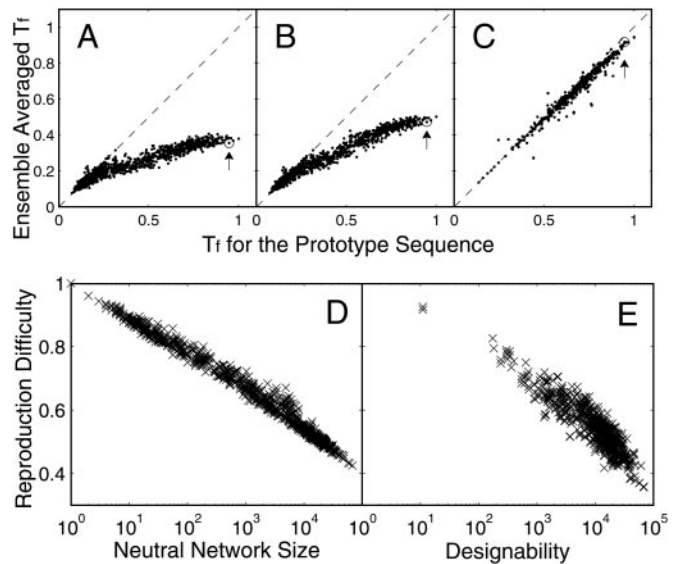 A
B
C
Ensemble Averaged Tf
1
0.8
0.6
0.4
0.2
0
0 0.5 1 0 0.5 1 0 0.5 1
Tf for the Prototype Sequence
D
E
Reproduction Difficulty
1
0.8
0.6
0.4
10^0 10^1 10^2 10^3 10^4 10^0 10^1 10^2 10^3 10^4 10^5
Neutral Network Size
Designability